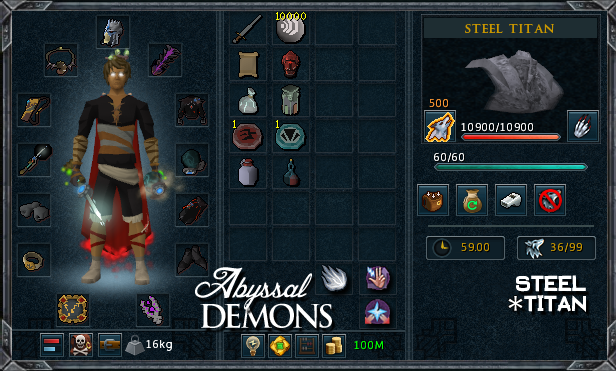 10000
STEEL TITAN
500
10900/10900
60/60
1
1
59.00
36/99
Abyssal
DEMONS
STEEL
*TITAN
16kg
100M